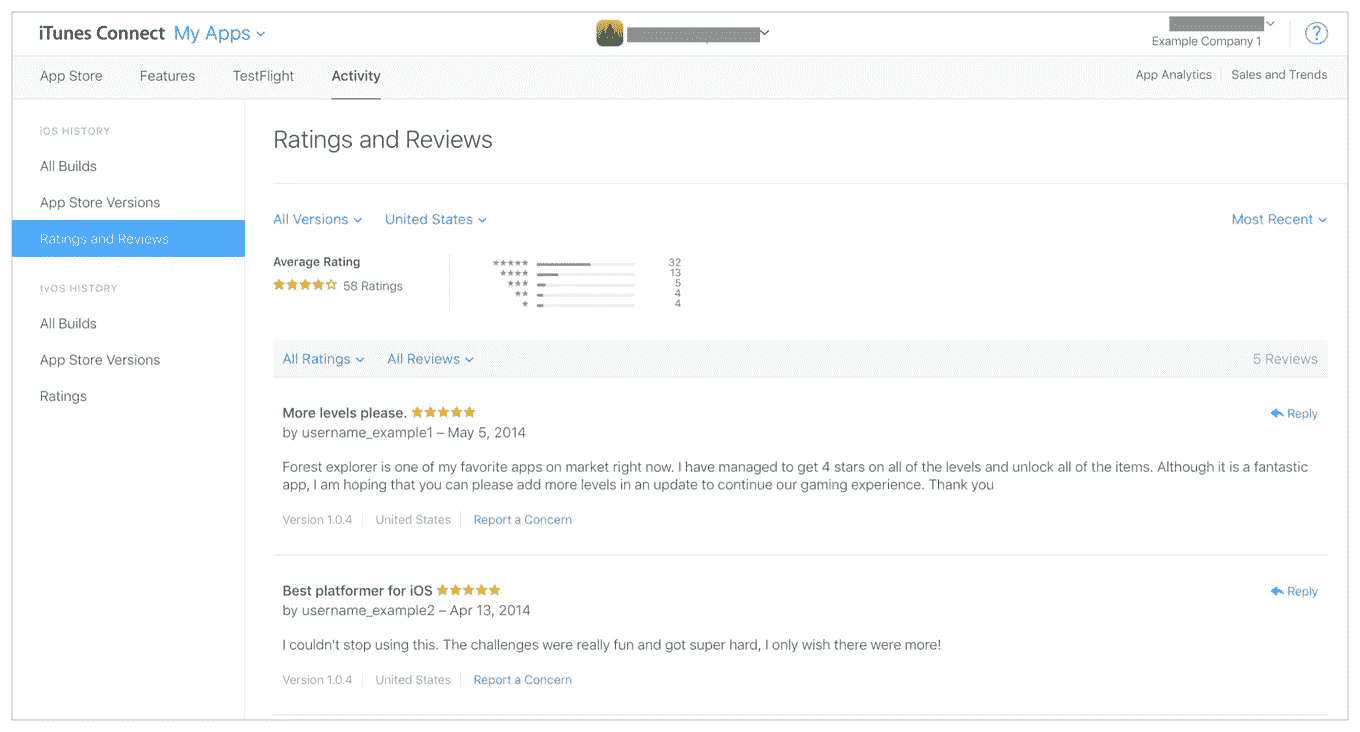 iTunes Connect My Apps
Example Company 1
?
App Store Features TestFlight Activity
App Analytics Sales and Trends
iOS HISTORY
All Builds
App Store Versions
Ratings and Reviews
tvOS HISTORY
All Builds
App Store Versions
Ratings
Ratings and Reviews
All Versions United States Most Recent
Average Rating
58 Ratings
32
13
5
4
4
All Ratings All Reviews 5 Reviews
More levels please. Reply
by username_example1 – May 5, 2014
Forest explorer is one of my favorite apps on market right now. I have managed to get 4 stars on all of the levels and unlock all of the items. Although it is a fantastic
app, I am hoping that you can please add more levels in an update to continue our gaming experience. Thank you
Version 1.0.4 United States Report a Concern
Best platformer for iOS Reply
by username_example2 – Apr 13, 2014
I couldn't stop using this. The challenges were really fun and got super hard, I only wish there were more!
Version 1.0.4 United States Report a Concern